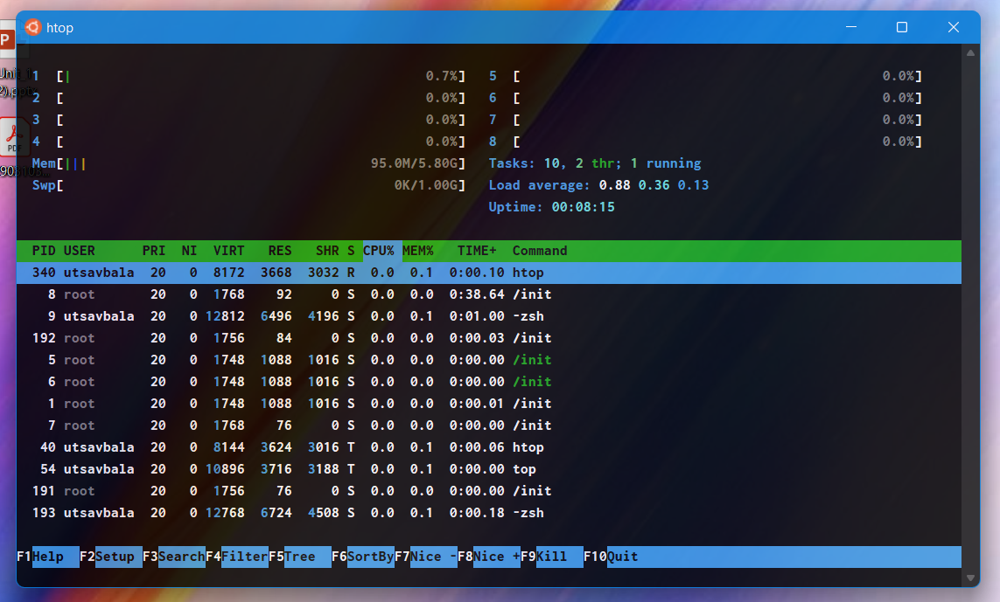 htop
1 [| 0.7%] 5 [ 0.0%]
2 [ 0.0%] 6 [ 0.0%]
3 [ 0.0%] 7 [ 0.0%]
4 [ 0.0%] 8 [ 0.0%]
Mem[||| 95.0M/5.80G] Tasks: 10, 2 thr; 1 running
Swp[ 0K/1.00G] Load average: 0.88 0.36 0.13
Uptime: 00:08:15
PID USER PRI NI VIRT RES SHR S CPU% MEM% TIME+ Command
340 utsavbala 20 0 8172 3668 3032 R 0.0 0.1 0:00.10 htop
8 root 20 0 1768 92 0 S 0.0 0.0 0:38.64 /init
9 utsavbala 20 0 12812 6496 4196 S 0.0 0.1 0:01.00 -zsh
192 root 20 0 1756 84 0 S 0.0 0.0 0:00.03 /init
5 root 20 0 1748 1088 1016 S 0.0 0.0 0:00.00 /init
6 root 20 0 1748 1088 1016 S 0.0 0.0 0:00.00 /init
1 root 20 0 1748 1088 1016 S 0.0 0.0 0:00.01 /init
7 root 20 0 1768 76 0 S 0.0 0.0 0:00.00 /init
40 utsavbala 20 0 8144 3624 3016 T 0.0 0.1 0:00.06 htop
54 utsavbala 20 0 10896 3716 3188 T 0.0 0.1 0:00.00 top
191 root 20 0 1756 76 0 S 0.0 0.0 0:00.00 /init
193 utsavbala 20 0 12768 6724 4508 S 0.0 0.1 0:00.18 -zsh
F1Help F2Setup F3SearchF4FilterF5Tree F6SortByF7Nice -F8Nice +F9Kill F10Quit
P
PDF